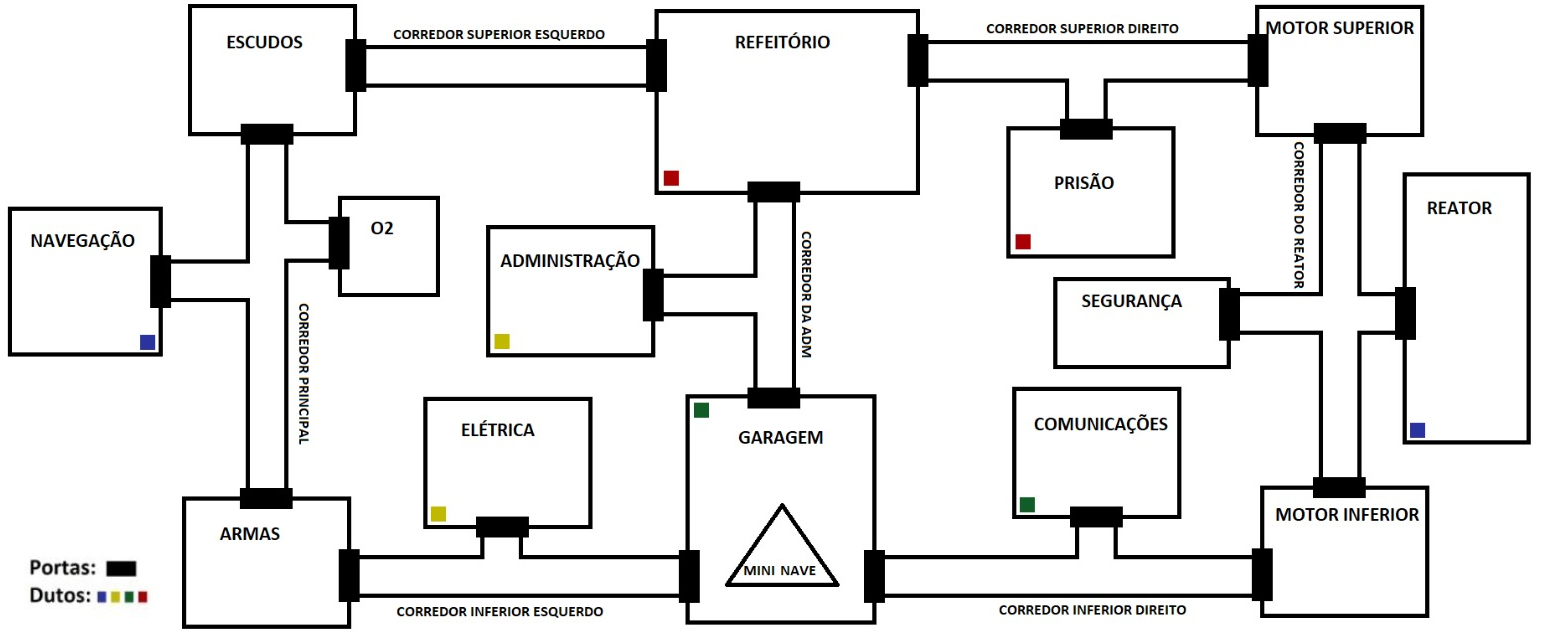 ESCUDOS
CORREDOR SUPERIOR ESQUERDO
REFEITÓRIO
CORREDOR SUPERIOR DIREITO
MOTOR SUPERIOR
PRISÃO
CORREDOR DO REATOR
REATOR
NAVEGAÇÃO
O2
ADMINISTRAÇÃO
CORREDOR DA ADM
SEGURANÇA
CORREDOR PRINCIPAL
ELÉTRICA
GARAGEM
COMUNICAÇÕES
ARMAS
MOTOR INFERIOR
MINI NAVE
Portas:
Dutos:
CORREDOR INFERIOR ESQUERDO
CORREDOR INFERIOR DIREITO